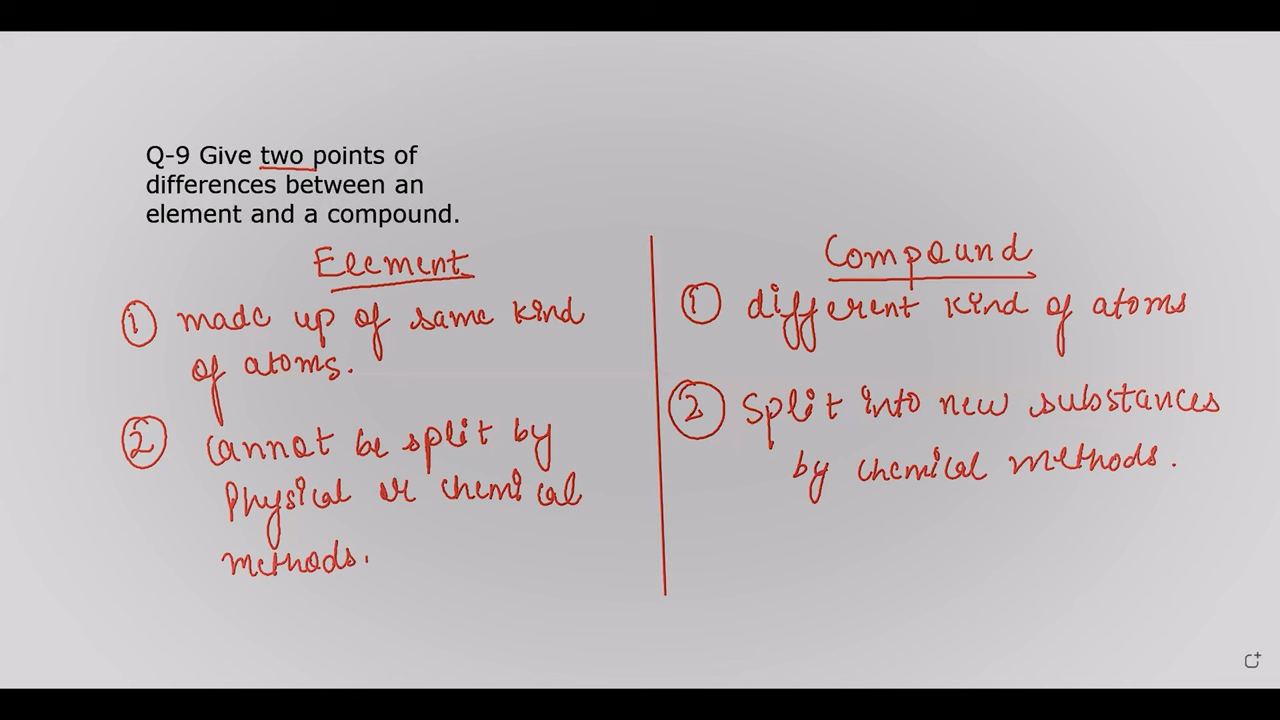 Q-9 Give two points of
differences between an
element and a compound.
Element
① made up of same kind
of atoms.
② cannot be split by
Physical or chemical
methods.
Compound
① different kind of atoms
② Split into new substances
by chemical methods.